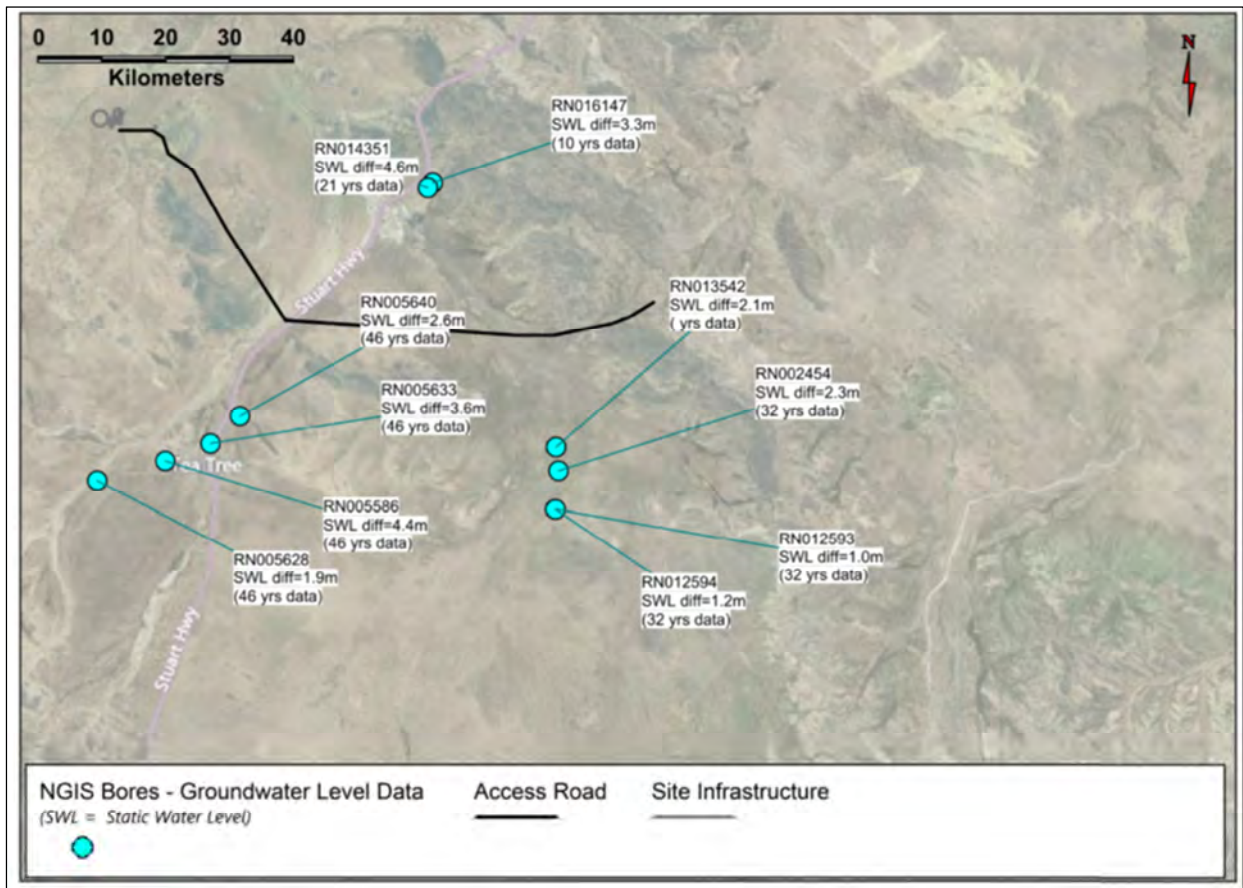 0 10 20 30 40
Kilometers
N
RN016147
SWL diff=3.3m
(10 yrs data)
RN014351
SWL diff=4.6m
(21 yrs data)
Stuart Hwy
RN013542
SWL diff=2.1m
( yrs data)
RN005640
SWL diff=2.6m
(46 yrs data)
RN002454
SWL diff=2.3m
(32 yrs data)
RN005633
SWL diff=3.6m
(46 yrs data)
Tea Tree
RN005586
SWL diff=4.4m
(46 yrs data)
RN012593
SWL diff=1.0m
(32 yrs data)
RN005628
SWL diff=1.9m
(46 yrs data)
RN012594
SWL diff=1.2m
(32 yrs data)
Stuart Hwy
NGIS Bores - Groundwater Level Data
(SWL = Static Water Level)
Access Road
Site Infrastructure